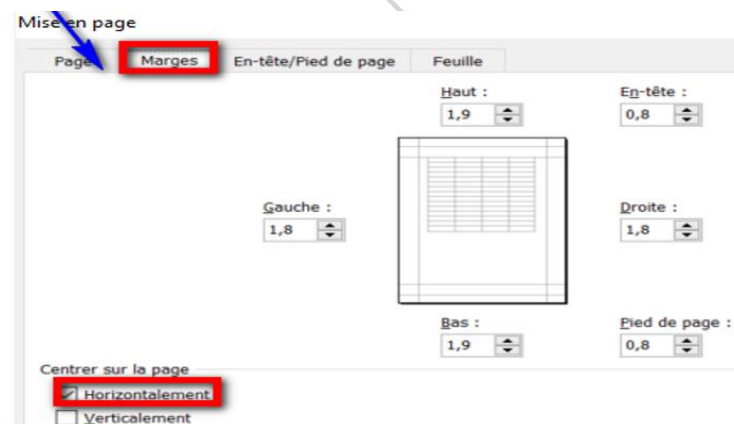 Mise en page
Page Marges En-tête/Pied de page Feuille
Haut : En-tête :
1,9 0,8
Gauche : Droite :
1,8 1,8
Bas : Pied de page :
1,9 0,8
Centrer sur la page
Horizontalement
Verticalement